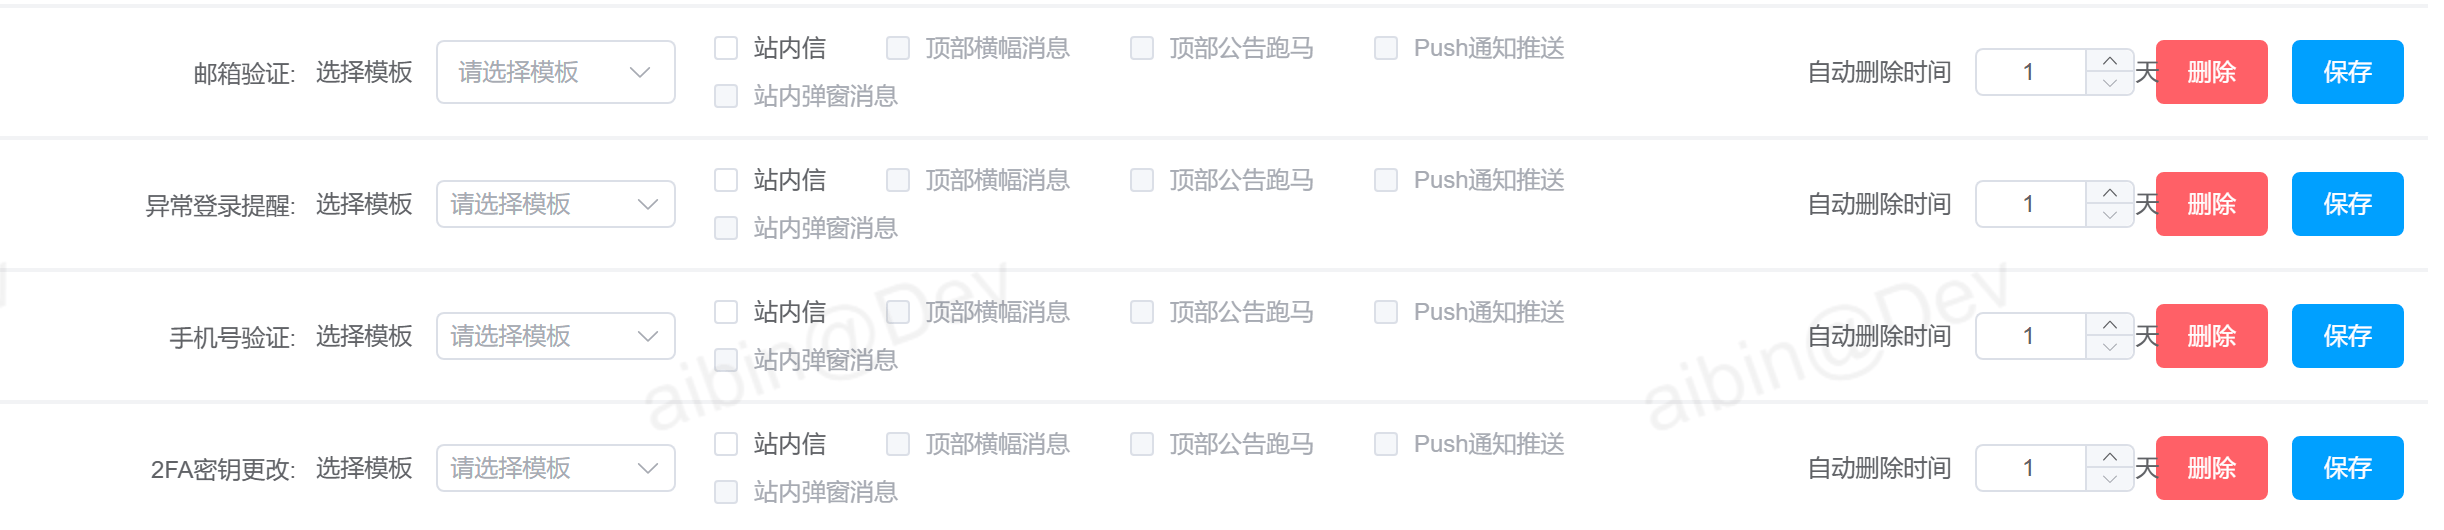 邮箱验证: 选择模板 请选择模板 站内信 顶部横幅消息 顶部公告跑马 Push通知推送 自动删除时间 1 天 删除 保存
站内弹窗消息
异常登录提醒: 选择模板 请选择模板 站内信 顶部横幅消息 顶部公告跑马 Push通知推送 自动删除时间 1 天 删除 保存
站内弹窗消息
手机号验证: 选择模板 请选择模板 站内信 顶部横幅消息 顶部公告跑马 Push通知推送 自动删除时间 1 天 删除 保存
站内弹窗消息
aibin@Dev aibin@Dev
2FA密钥更改: 选择模板 请选择模板 站内信 顶部横幅消息 顶部公告跑马 Push通知推送 自动删除时间 1 天 删除 保存
站内弹窗消息